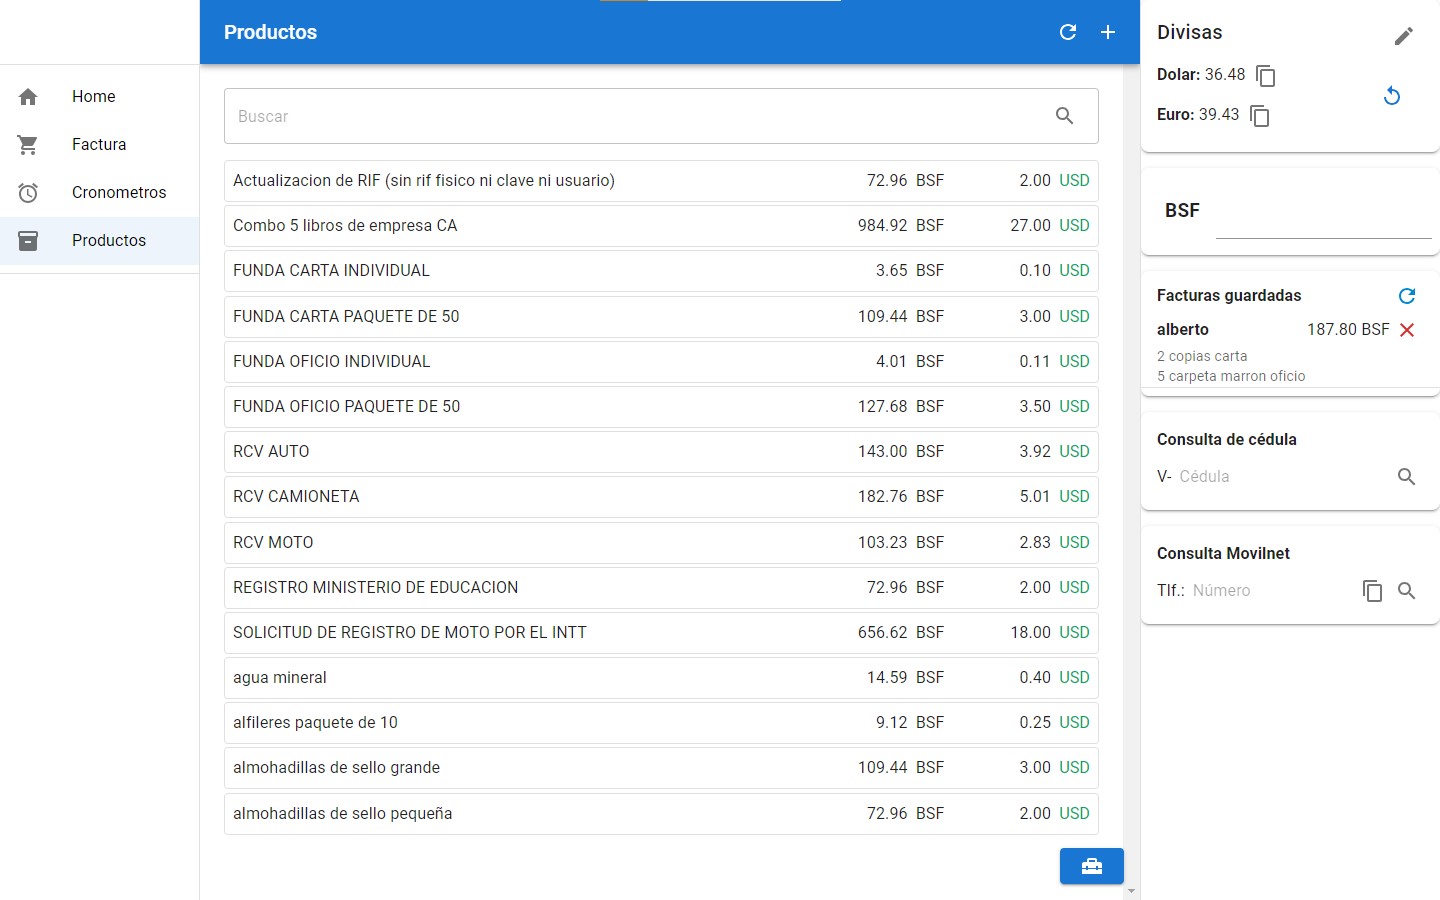 Home
Factura
Cronometros
Productos
Productos
Buscar
Actualizacion de RIF (sin rif fisico ni clave ni usuario) 72.96 BSF 2.00 USD
Combo 5 libros de empresa CA 984.92 BSF 27.00 USD
FUNDA CARTA INDIVIDUAL 3.65 BSF 0.10 USD
FUNDA CARTA PAQUETE DE 50 109.44 BSF 3.00 USD
FUNDA OFICIO INDIVIDUAL 4.01 BSF 0.11 USD
FUNDA OFICIO PAQUETE DE 50 127.68 BSF 3.50 USD
RCV AUTO 143.00 BSF 3.92 USD
RCV CAMIONETA 182.76 BSF 5.01 USD
RCV MOTO 103.23 BSF 2.83 USD
REGISTRO MINISTERIO DE EDUCACION 72.96 BSF 2.00 USD
SOLICITUD DE REGISTRO DE MOTO POR EL INTT 656.62 BSF 18.00 USD
agua mineral 14.59 BSF 0.40 USD
alfileres paquete de 10 9.12 BSF 0.25 USD
almohadillas de sello grande 109.44 BSF 3.00 USD
almohadillas de sello pequeña 72.96 BSF 2.00 USD
Divisas
Dolar: 36.48
Euro: 39.43
BSF
Facturas guardadas
alberto 187.80 BSF
2 copias carta
5 carpeta marron oficio
Consulta de cédula
V- Cédula
Consulta Movilnet
Tlf.: Número